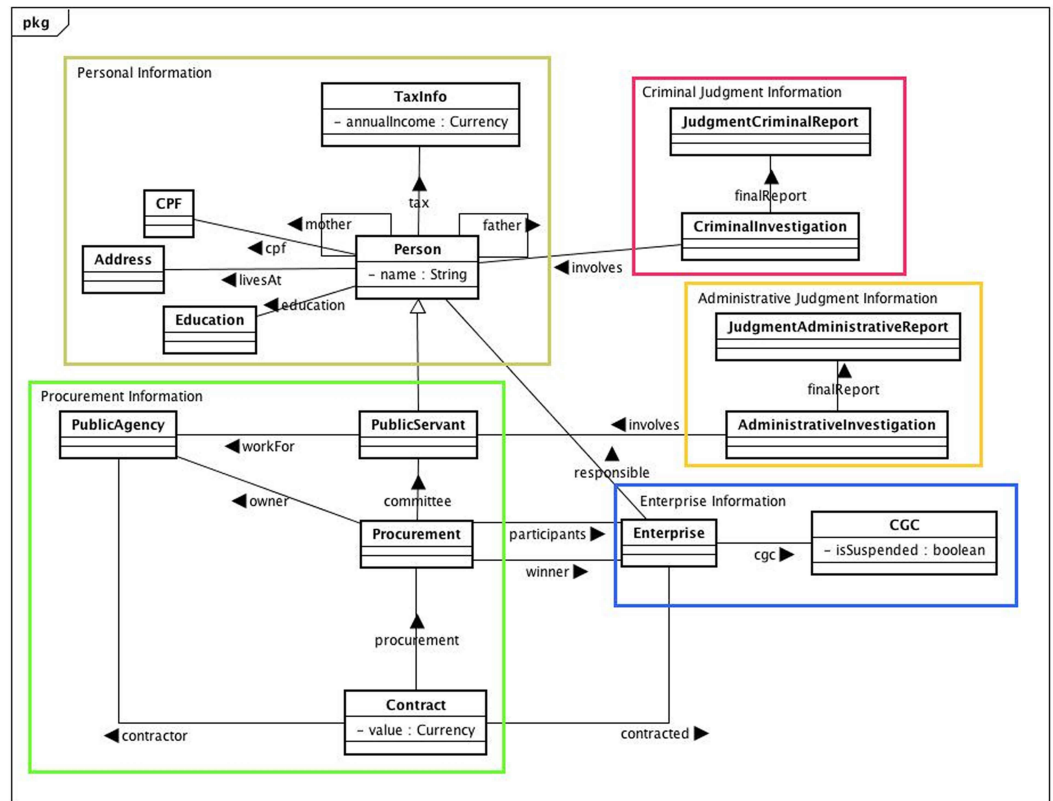 pkg
Personal Information
TaxInfo
- annualIncome : Currency
tax
CPF
mother
father
cpf
Person
- name : String
Address
livesAt
education
Education
Criminal Judgment Information
JudgmentCriminalReport
finalReport
CriminalInvestigation
involves
Administrative Judgment Information
JudgmentAdministrativeReport
finalReport
AdministrativeInvestigation
involves
responsible
Procurement Information
PublicAgency
workFor
PublicServant
owner
committee
Procurement
participants
winner
procurement
Contract
- value : Currency
contractor
contracted
Enterprise Information
Enterprise
cgc
CGC
- isSuspended : boolean